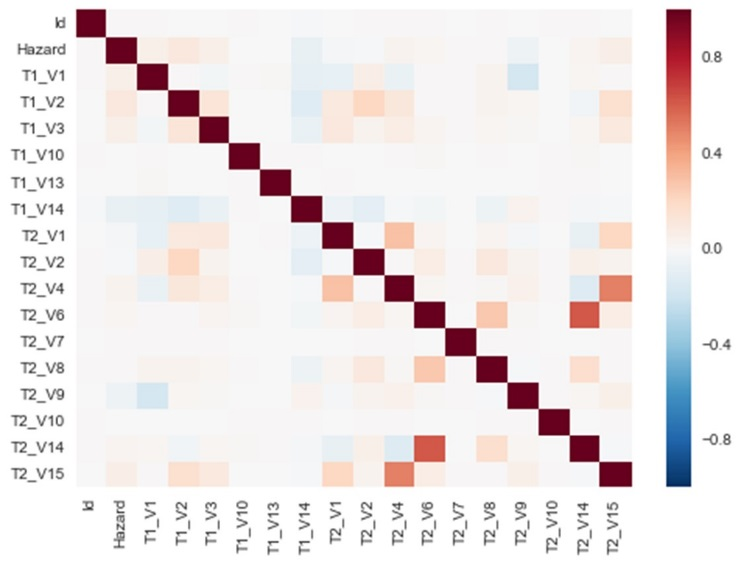 Id
Hazard
T1_V1
T1_V2
T1_V3
T1_V10
T1_V13
T1_V14
T2_V1
T2_V2
T2_V4
T2_V6
T2_V7
T2_V8
T2_V9
T2_V10
T2_V14
T2_V15
Id
Hazard
T1_V1
T1_V2
T1_V3
T1_V10
T1_V13
T1_V14
T2_V1
T2_V2
T2_V4
T2_V6
T2_V7
T2_V8
T2_V9
T2_V10
T2_V14
T2_V15
0.8
0.4
0.0
−0.4
−0.8